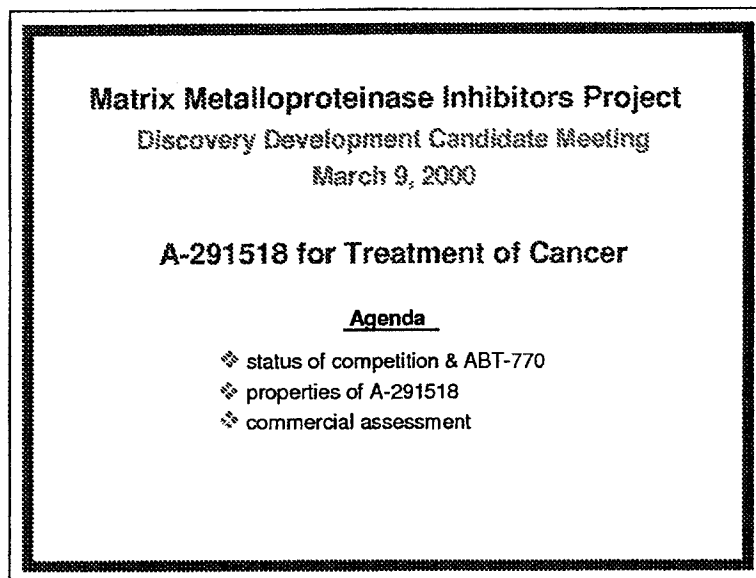 Matrix Metalloproteinase Inhibitors Project
Discovery Development Candidate Meeting
March 9, 2000
A-291518 for Treatment of Cancer
Agenda
❖ status of competition & ABT-770
❖ properties of A-291518
❖ commercial assessment